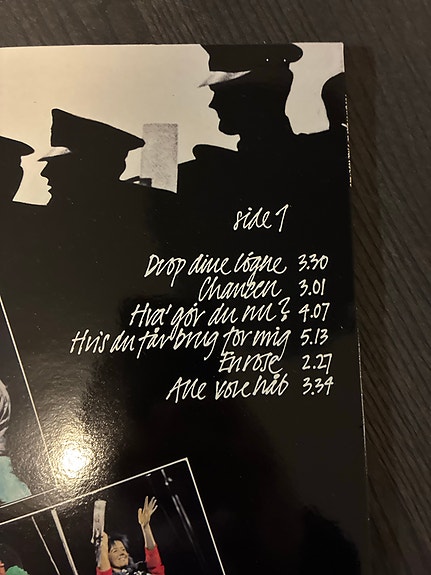 side 1
Drop dine løgne 3.30
Chancen 3.01
Hva' gør du nu? 4.07
Hvis du får brug for mig 5.13
En rose 2.27
Alle vore håb 3.34